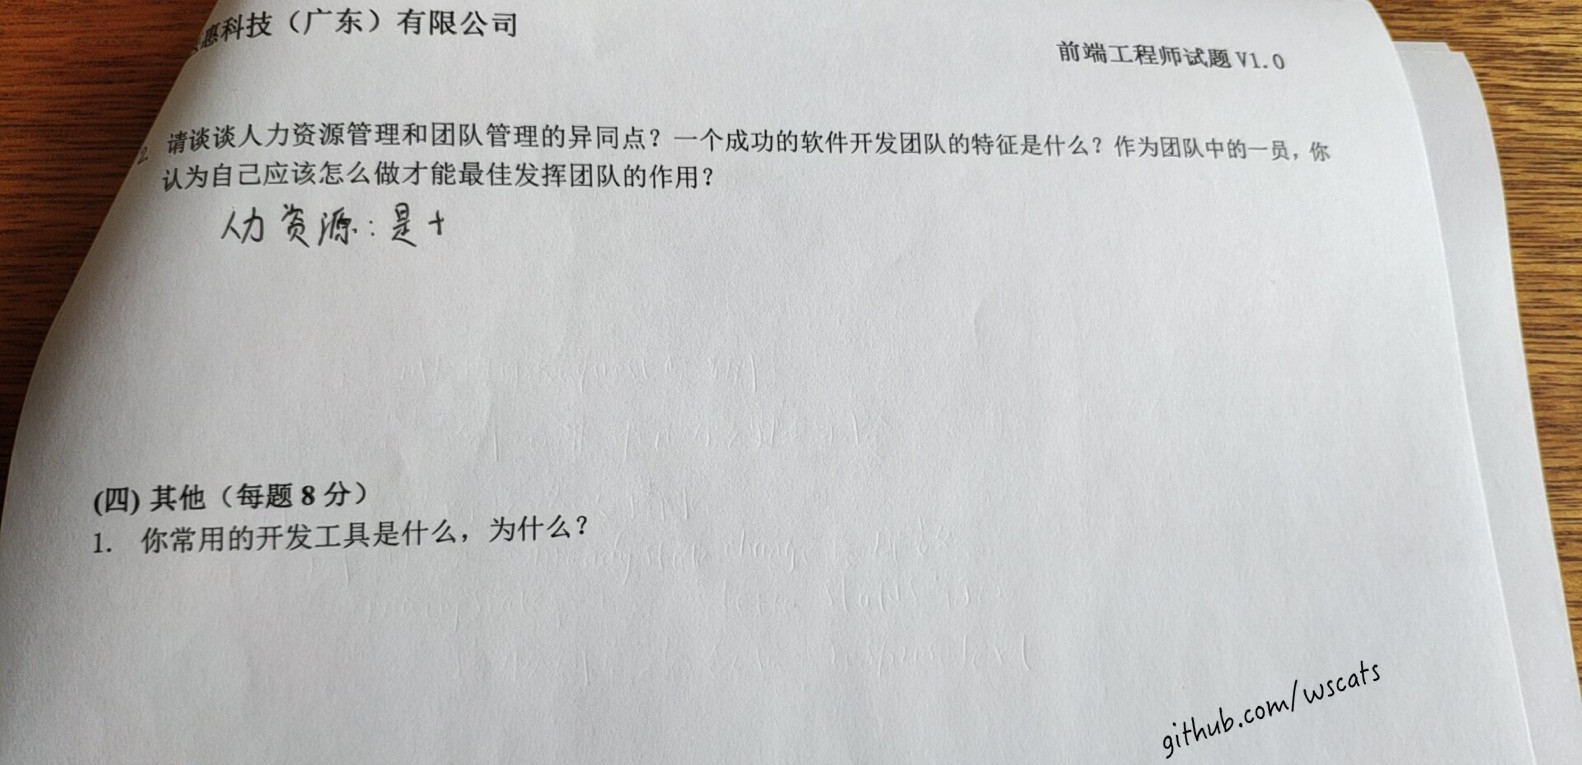 惠科技（广东）有限公司
前端工程师试题 V1.0
2. 请谈谈人力资源管理和团队管理的异同点？一个成功的软件开发团队的特征是什么？作为团队中的一员，你
认为自己应该怎么做才能最佳发挥团队的作用？
人力资源：是
(四) 其他（每题 8 分）
1. 你常用的开发工具是什么，为什么？
github.com/wscats